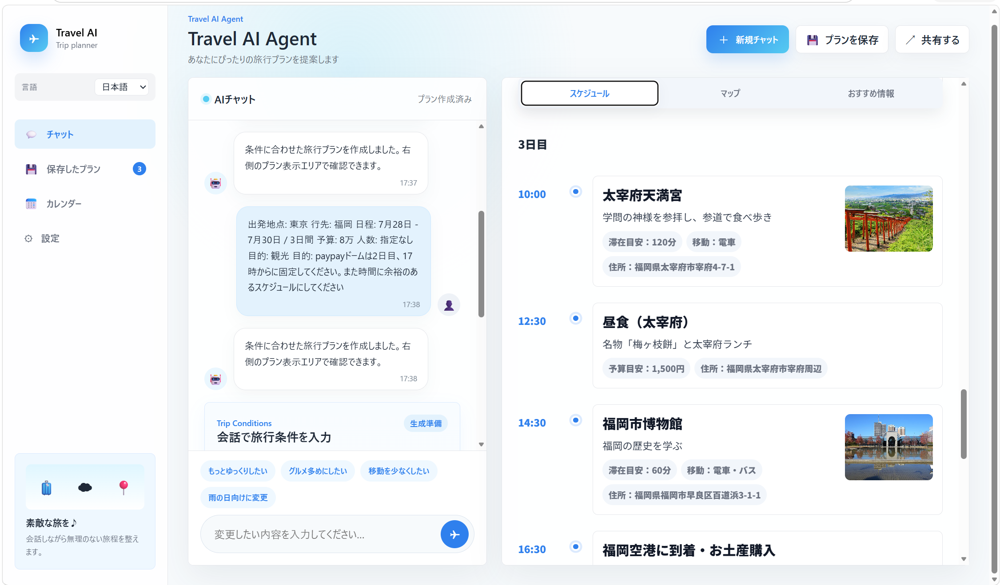 Travel AI
Trip planner
言語
日本語
チャット
保存したプラン
3
カレンダー
設定
素敵な旅を♪
会話しながら無理のない旅程を整え
ます。
Travel AI Agent
Travel AI Agent
あなたにぴったりの旅行プランを提案します
＋ 新規チャット
プランを保存
共有する
AIチャット
プラン作成済み
条件に合わせた旅行プランを作成しました。右
側のプラン表示エリアで確認できます。
17:37
出発地点: 東京 行先: 福岡 日程: 7月28日 -
7月30日 / 3日間 予算: 8万 人数: 指定なし
目的: 観光 目的: paypayドームは2日目、17
時からに固定してください。また時間に余裕のあ
るスケジュールにしてください
17:38
条件に合わせた旅行プランを作成しました。右
側のプラン表示エリアで確認できます。
17:38
Trip Conditions
生成準備
会話で旅行条件を入力
もっとゆっくりしたい
グルメ多めにしたい
移動を少なくしたい
雨の日向けに変更
変更したい内容を入力してください...
スケジュール
マップ
おすすめ情報
3日目
10:00
太宰府天満宮
学問の神様を参拝し、参道で食べ歩き
滞在目安：120分
移動：電車
住所：福岡県太宰府市宰府4-7-1
12:30
昼食（太宰府）
名物「梅ヶ枝餅」と太宰府ランチ
予算目安：1,500円
住所：福岡県太宰府市宰府周辺
14:30
福岡市博物館
福岡の歴史を学ぶ
滞在目安：60分
移動：電車・バス
住所：福岡県福岡市早良区百道浜3-1-1
16:30
福岡空港に到着・お土産購入